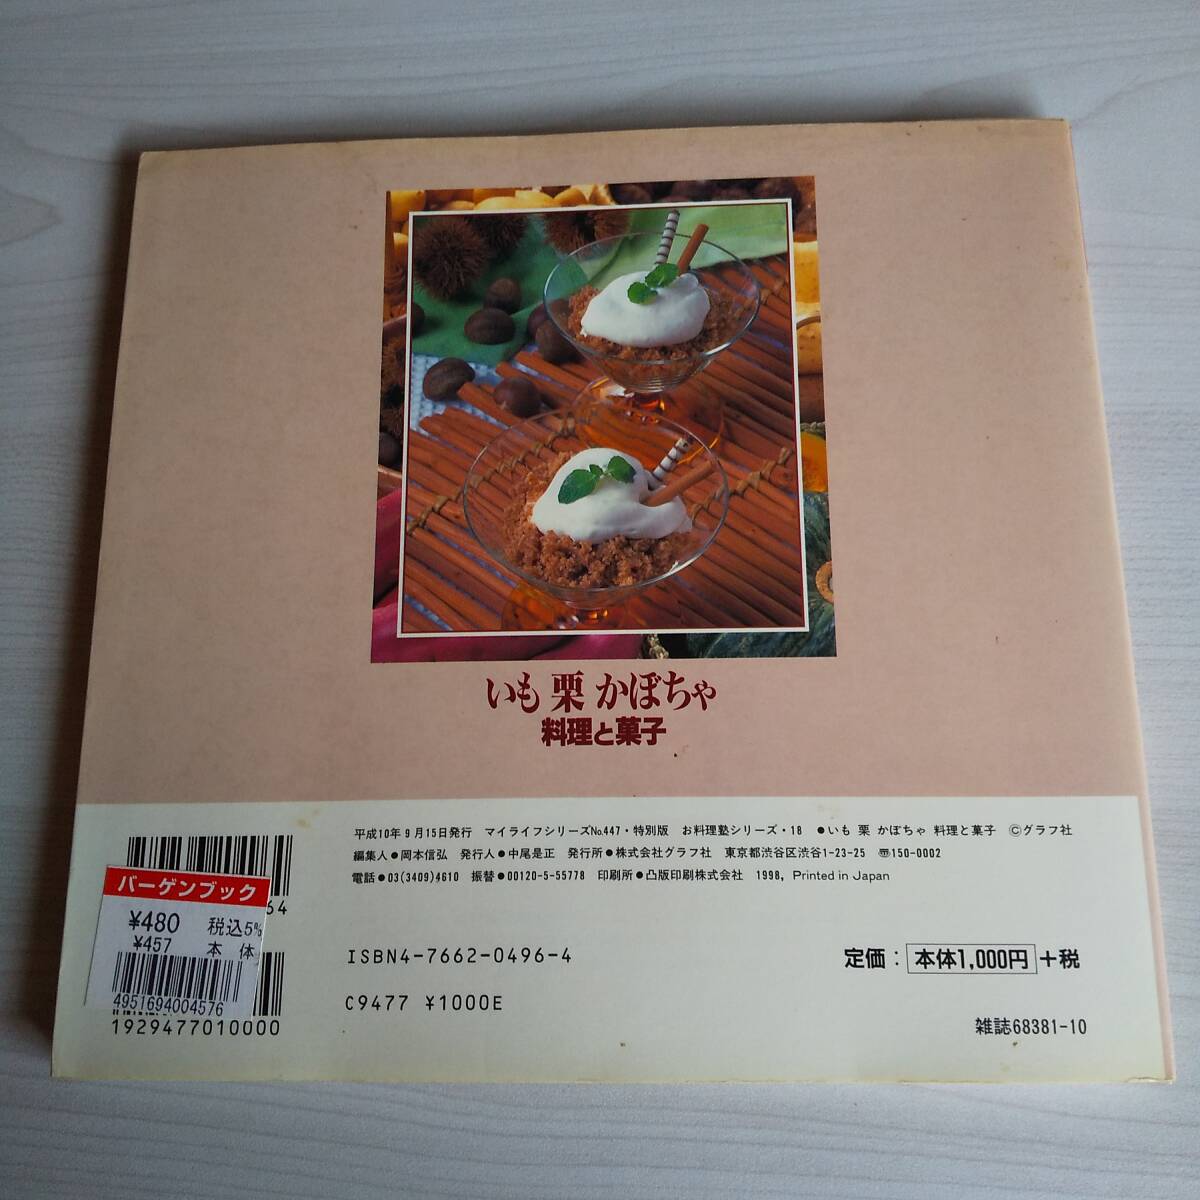 いも 栗 かぼちゃ
料理と菓子
平成10年9月15日発行 マイライフシリーズNo.447・特別版 お料理塾シリーズ・18 ●いも 栗 かぼちゃ 料理と菓子 Ⓒグラフ社
編集人●岡本信弘 発行人●中尾是正 発行所●株式会社グラフ社 東京都渋谷区渋谷1-23-25 〠150-0002
電話●03(3409)4610 振替●00120-5-55778 印刷所●凸版印刷株式会社 1998, Printed in Japan
バーゲンブック
¥480 税込5%
¥457 本体
4951694004576
64
1929477010000
ISBN4-7662-0496-4
C9477 ¥1000E
定価：本体1,000円+税
雑誌68381-10